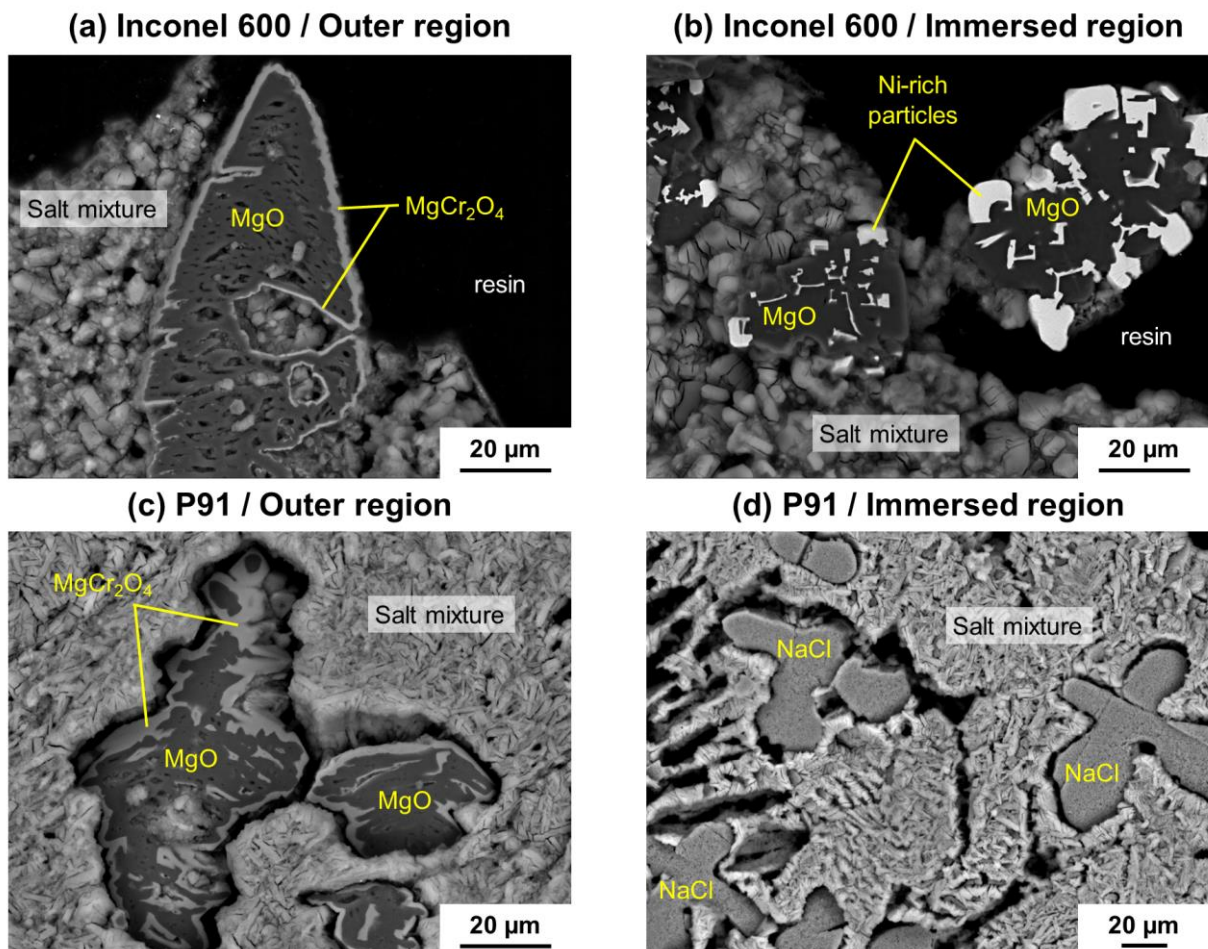 (a) Inconel 600 / Outer region
Salt mixture
MgO
MgCr₂O₄
resin
20 µm
(b) Inconel 600 / Immersed region
Ni-rich
particles
MgO
MgO
resin
Salt mixture
20 µm
(c) P91 / Outer region
MgCr₂O₄
Salt mixture
MgO
MgO
20 µm
(d) P91 / Immersed region
Salt mixture
NaCl
NaCl
NaCl
20 µm